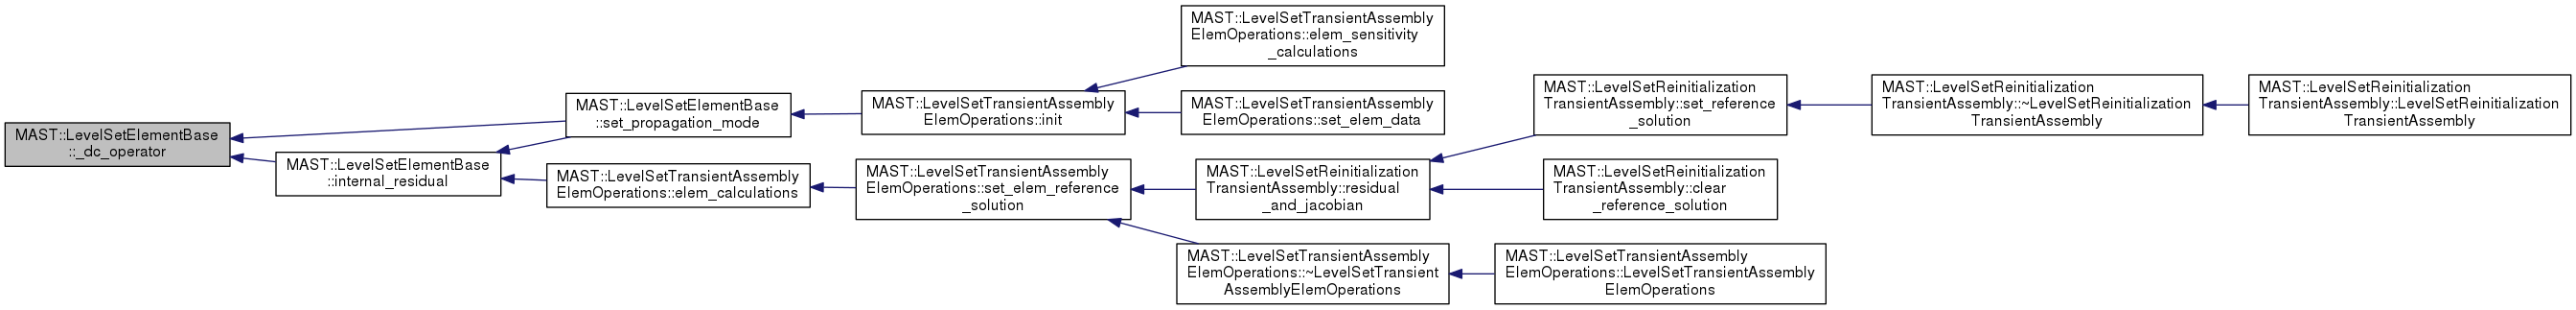 MAST::LevelSetElementBase
::_dc_operator
MAST::LevelSetElementBase
::set_propagation_mode
MAST::LevelSetElementBase
::internal_residual
MAST::LevelSetTransientAssembly
ElemOperations::init
MAST::LevelSetTransientAssembly
ElemOperations::elem_sensitivity
_calculations
MAST::LevelSetTransientAssembly
ElemOperations::set_elem_data
MAST::LevelSetTransientAssembly
ElemOperations::elem_calculations
MAST::LevelSetTransientAssembly
ElemOperations::set_elem_reference
_solution
MAST::LevelSetReinitialization
TransientAssembly::residual
_and_jacobian
MAST::LevelSetReinitialization
TransientAssembly::set_reference
_solution
MAST::LevelSetReinitialization
TransientAssembly::~LevelSetReinitialization
TransientAssembly
MAST::LevelSetReinitialization
TransientAssembly::LevelSetReinitialization
TransientAssembly
MAST::LevelSetReinitialization
TransientAssembly::clear
_reference_solution
MAST::LevelSetTransientAssembly
ElemOperations::~LevelSetTransient
AssemblyElemOperations
MAST::LevelSetTransientAssembly
ElemOperations::LevelSetTransientAssembly
ElemOperations